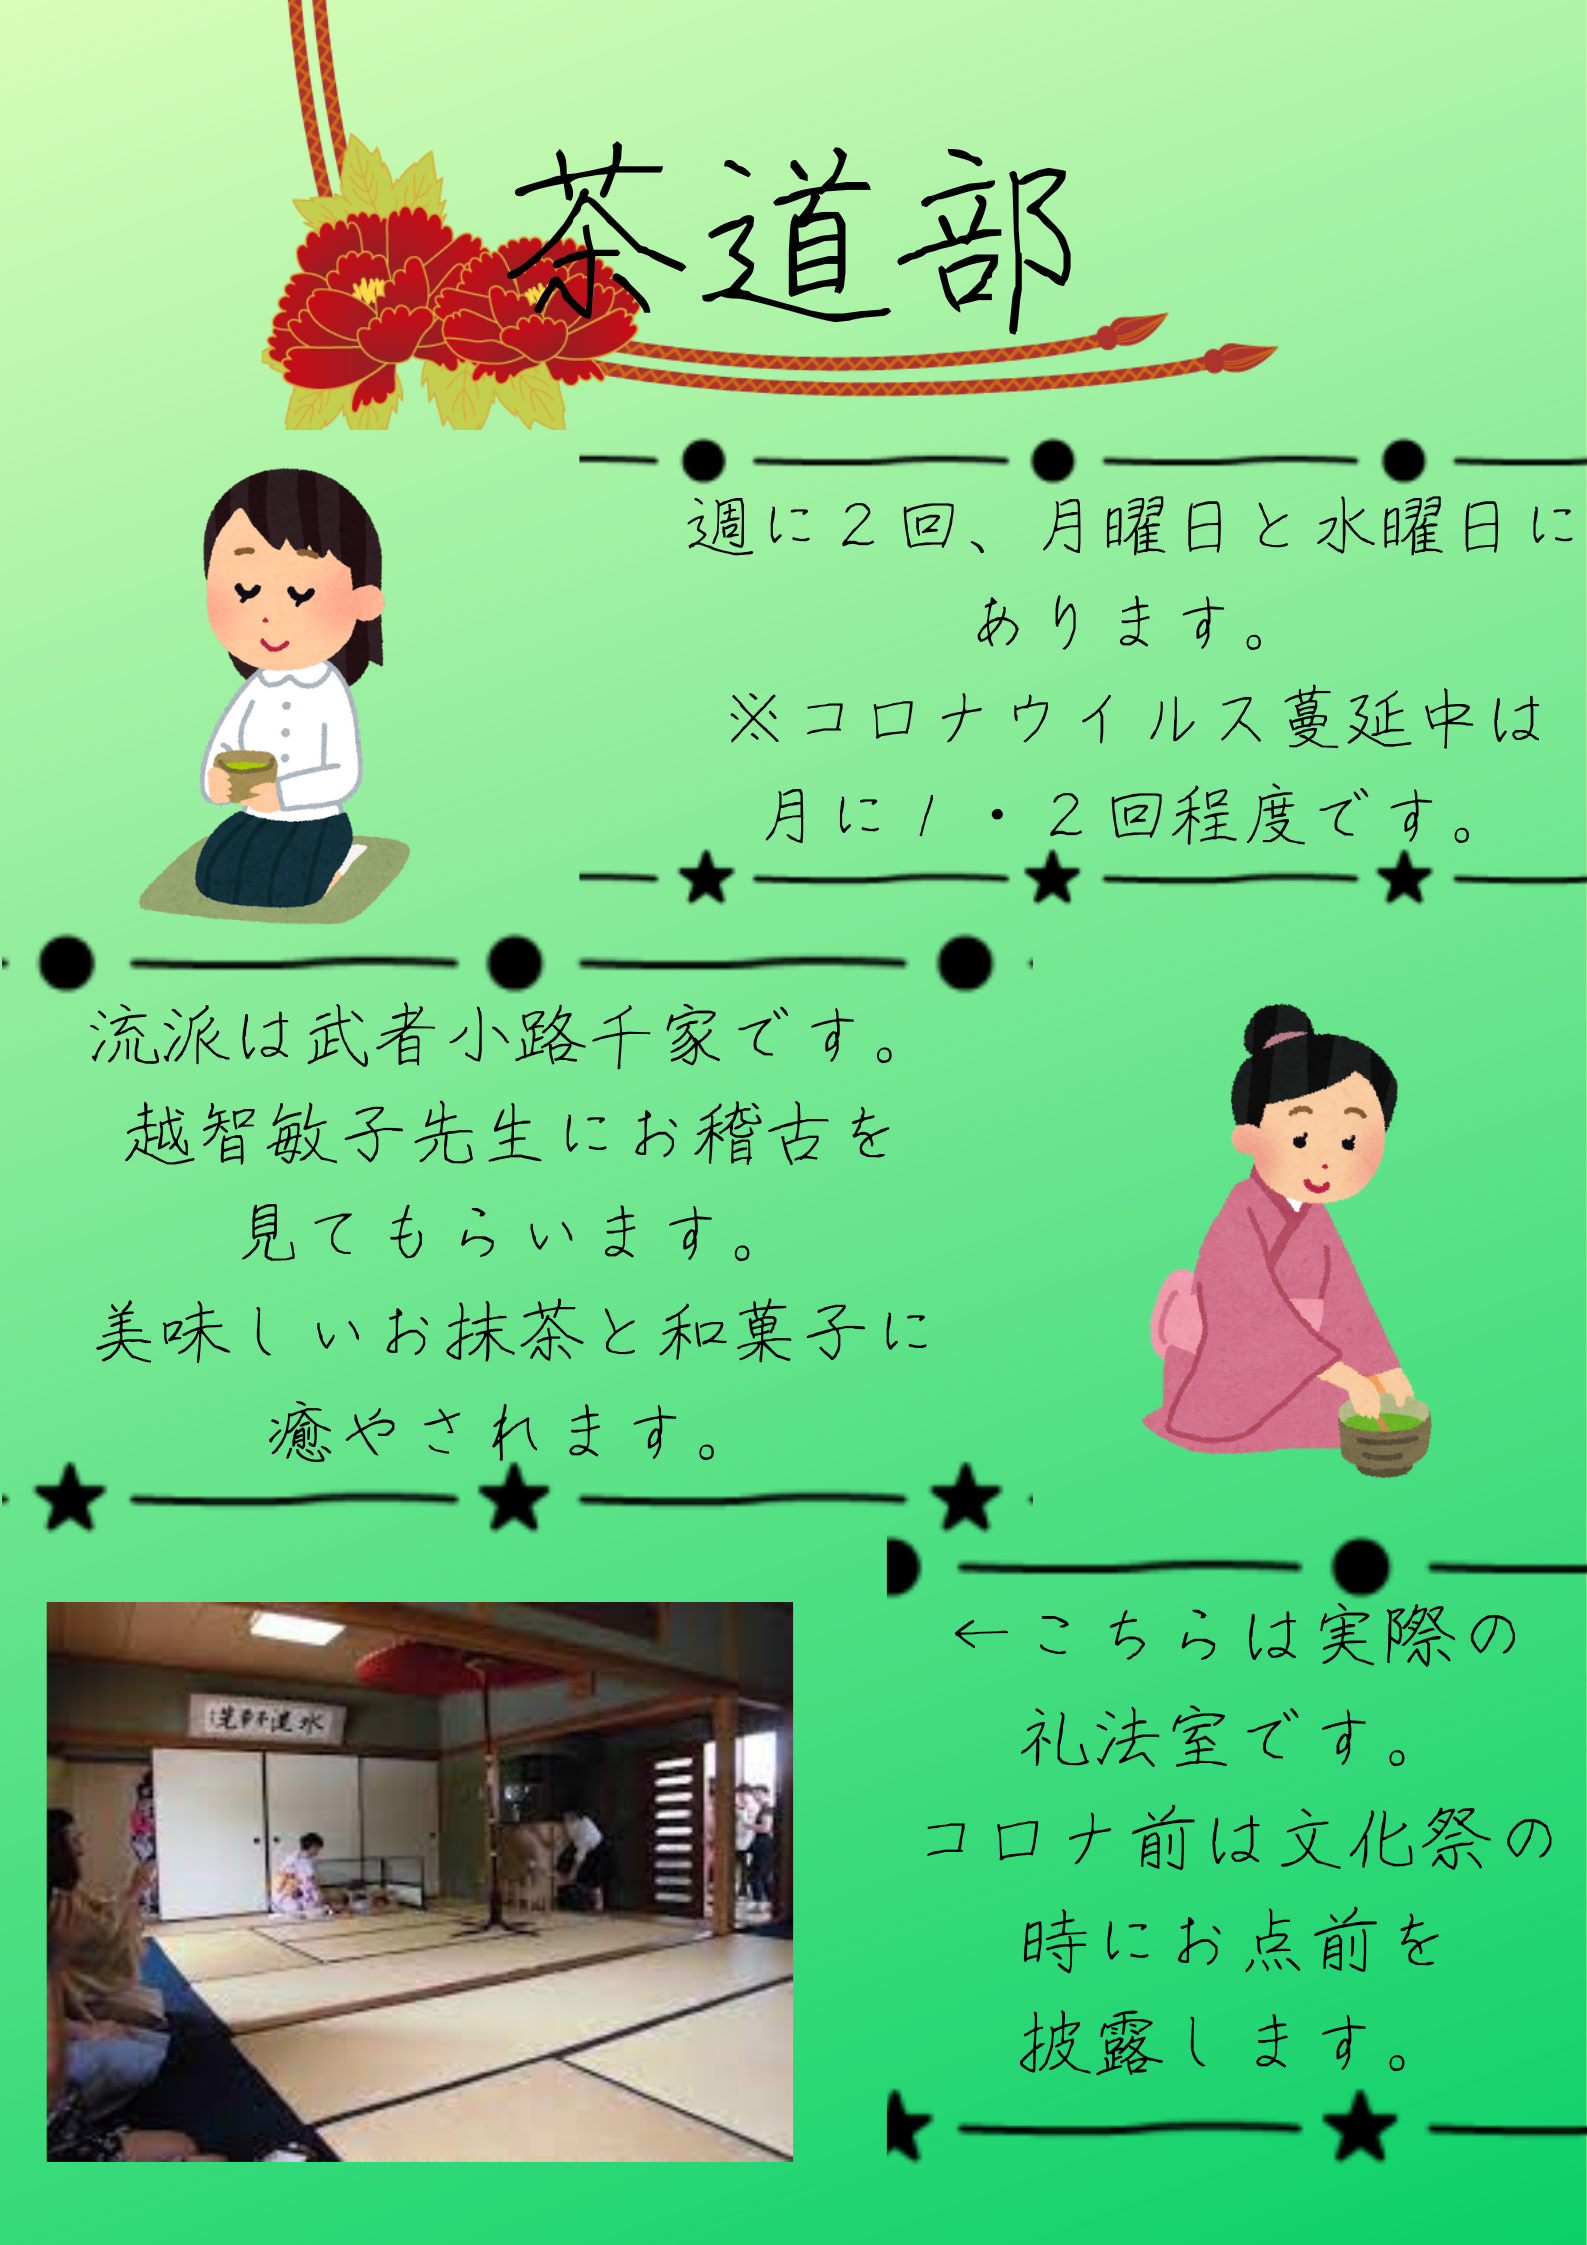 茶道部
週に２回、月曜日と水曜日に
あります。
※コロナウイルス蔓延中は
月に１・２回程度です。
流派は武者小路千家です。
越智敏子先生にお稽古を
見てもらいます。
美味しいお抹茶と和菓子に
癒やされます。
←こちらは実際の
礼法室です。
コロナ前は文化祭の
時にお点前を
披露します。